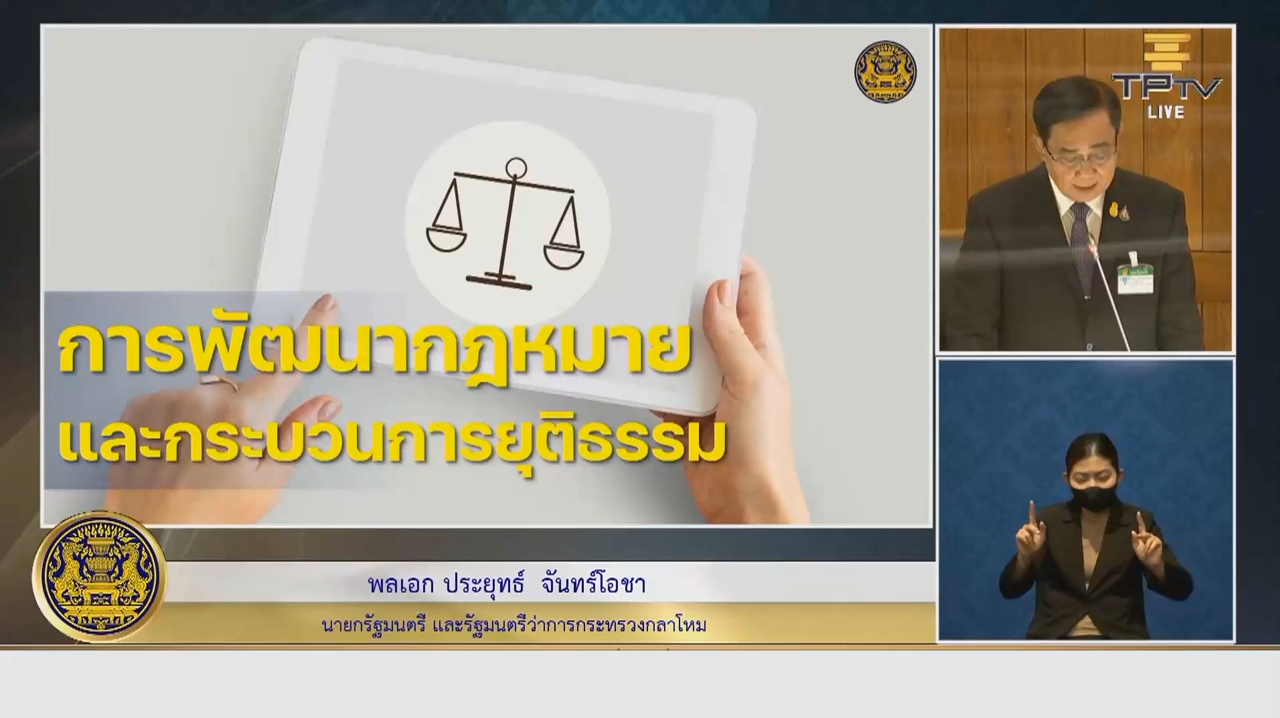 TPTV
LIVE
การพัฒนากฎหมาย
และกระบวนการยุติธรรม
พลเอก ประยุทธ์ จันทร์โอชา
นายกรัฐมนตรี และรัฐมนตรีว่าการกระทรวงกลาโหม